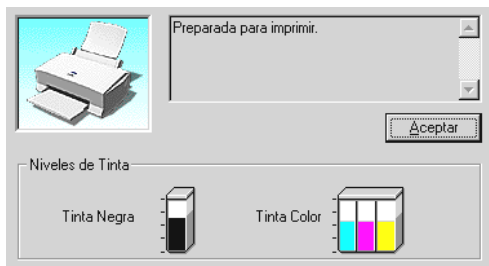 Preparada para imprimir.
Aceptar
Niveles de Tinta
Tinta Negra
Tinta Color